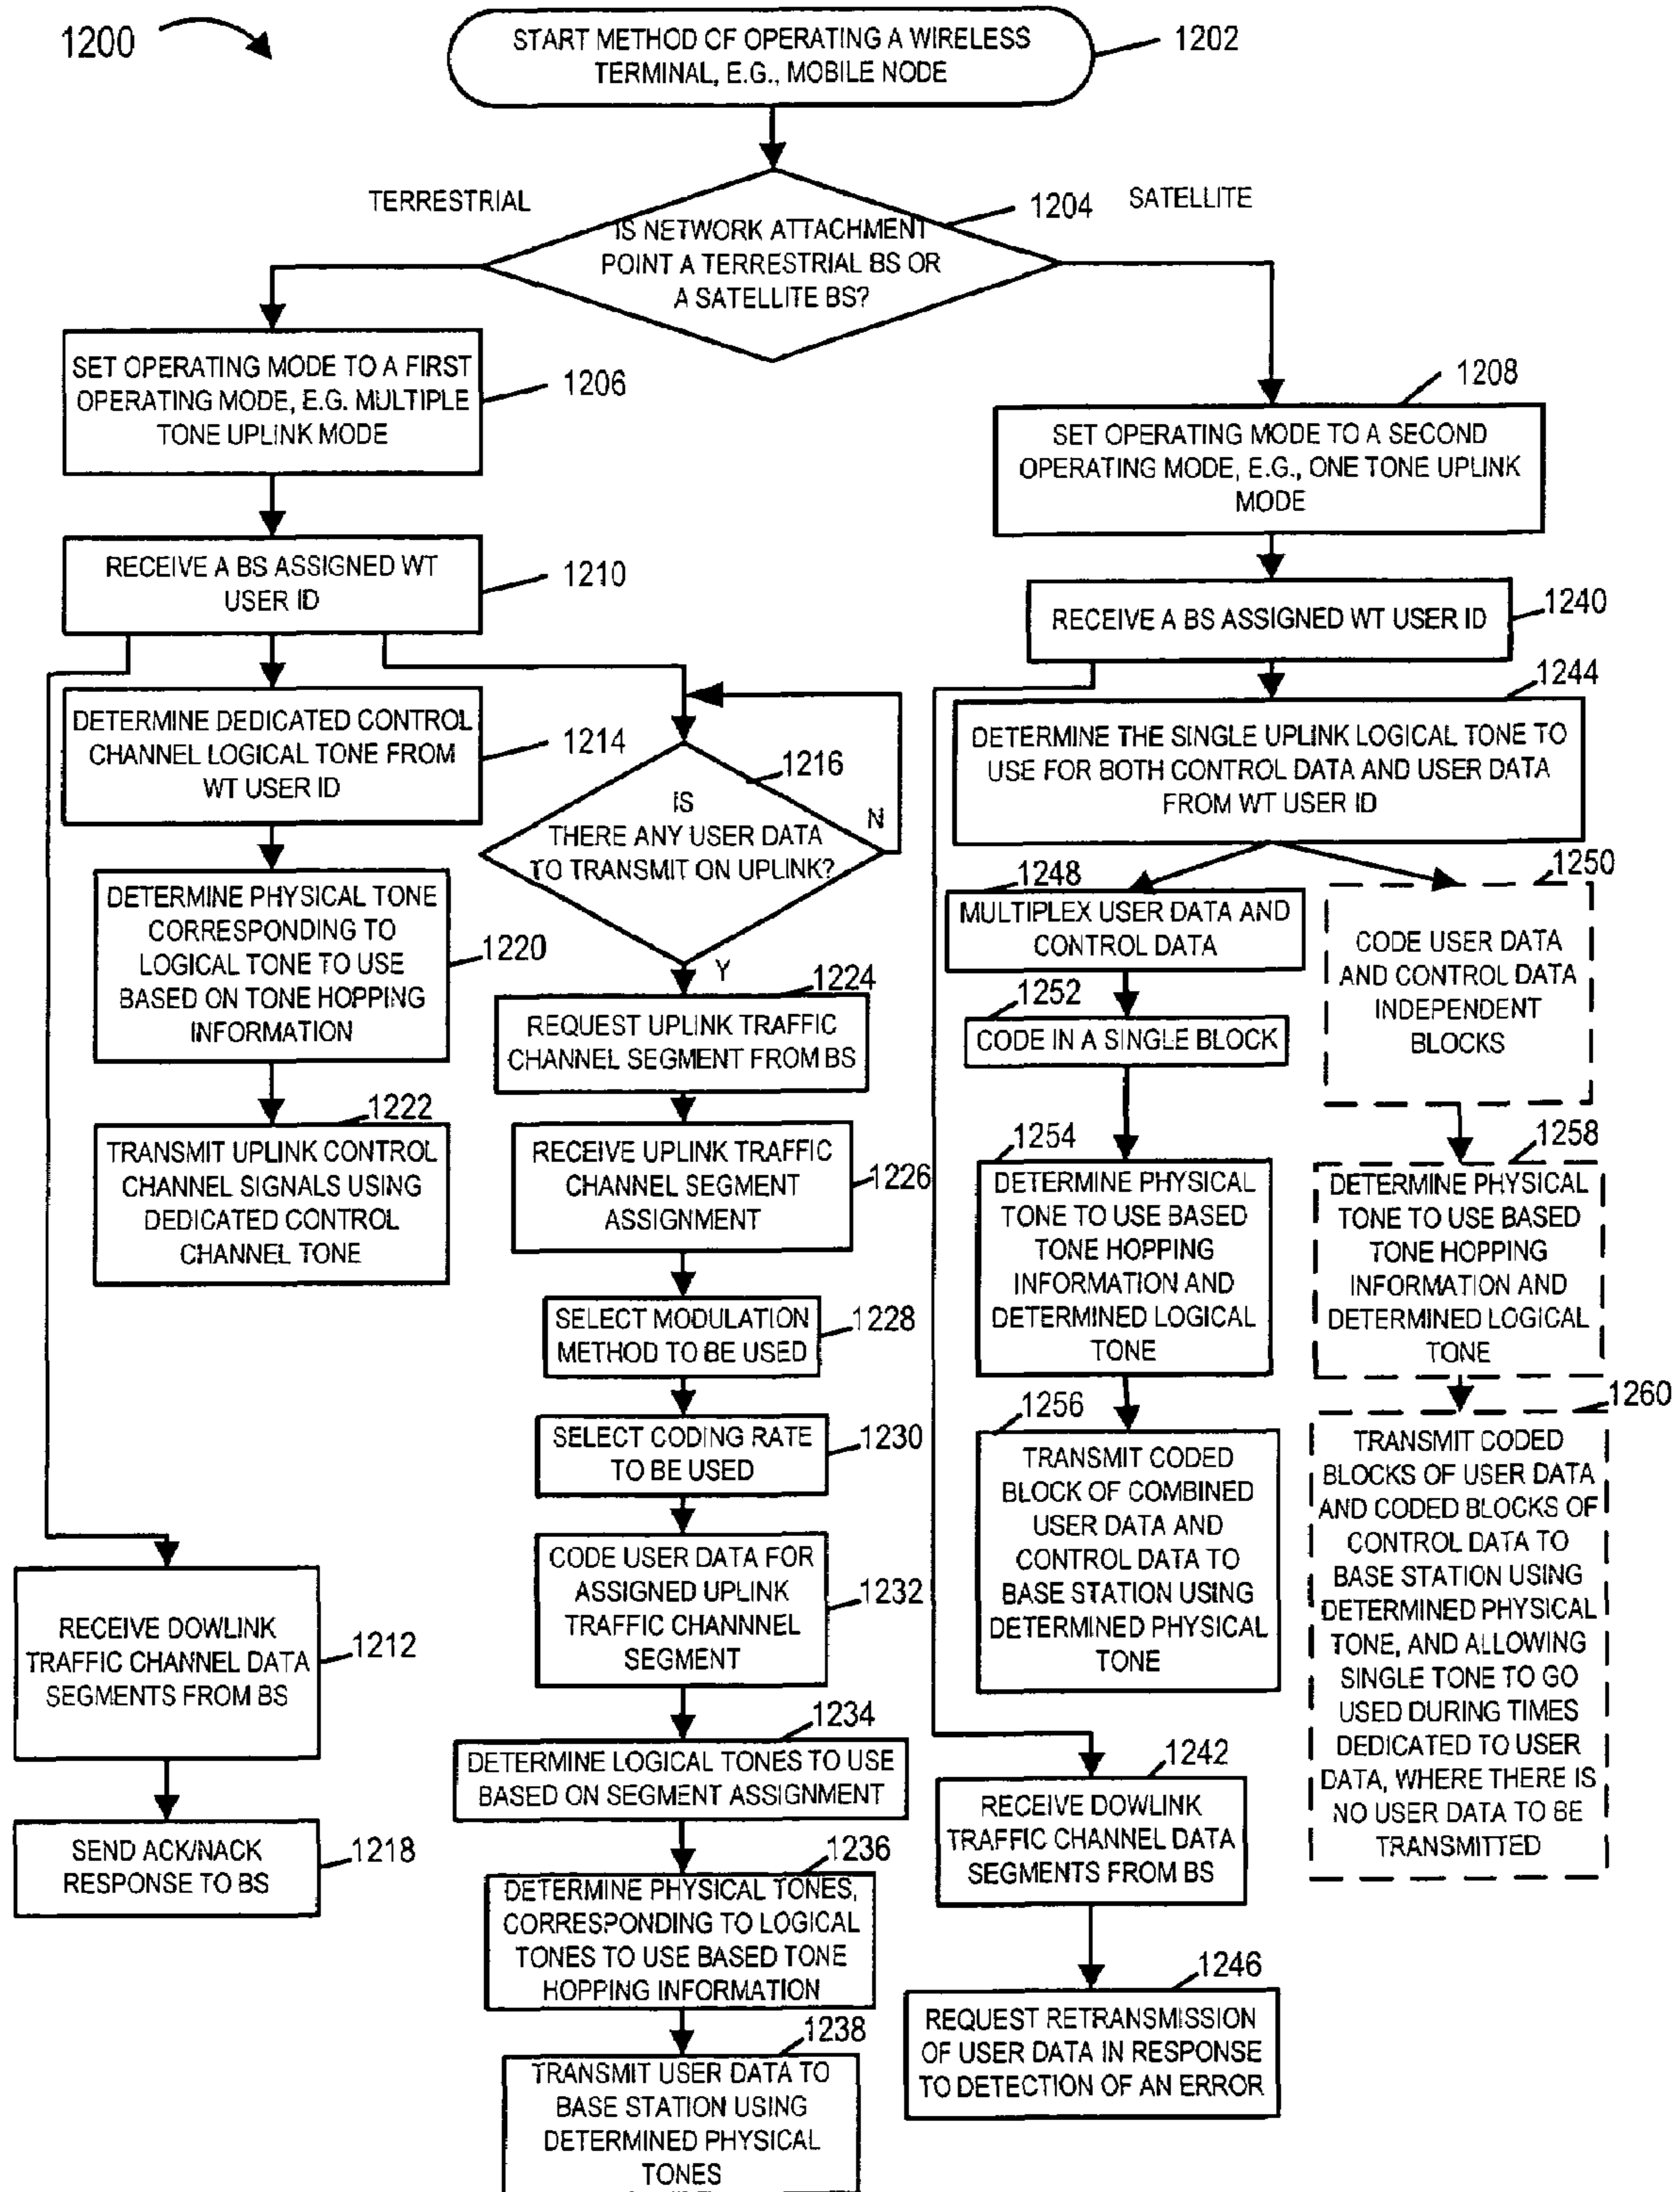 1200
START METHOD OF OPERATING A WIRELESS
TERMINAL, E.G., MOBILE NODE
1202
TERRESTRIAL
1204
SATELLITE
IS NETWORK ATTACHMENT
POINT A TERRESTRIAL BS OR
A SATELLITE BS?
SET OPERATING MODE TO A FIRST
OPERATING MODE, E.G. MULTIPLE
TONE UPLINK MODE
1206
1208
SET OPERATING MODE TO A SECOND
OPERATING MODE, E.G., ONE TONE UPLINK
MODE
RECEIVE A BS ASSIGNED WT
USER ID
1210
RECEIVE A BS ASSIGNED WT USER ID
1240
DETERMINE DEDICATED CONTROL
CHANNEL LOGICAL TONE FROM
WT USER ID
1214
1216
IS
THERE ANY USER DATA
TO TRANSMIT ON UPLINK?
N
Y
1244
DETERMINE THE SINGLE UPLINK LOGICAL TONE TO
USE FOR BOTH CONTROL DATA AND USER DATA
FROM WT USER ID
DETERMINE PHYSICAL TONE
CORRESPONDING TO
LOGICAL TONE TO USE
BASED ON TONE HOPPING
INFORMATION
1220
1222
TRANSMIT UPLINK CONTROL
CHANNEL SIGNALS USING
DEDICATED CONTROL
CHANNEL TONE
1224
REQUEST UPLINK TRAFFIC
CHANNEL SEGMENT FROM BS
RECEIVE UPLINK TRAFFIC
CHANNEL SEGMENT
ASSIGNMENT
1226
SELECT MODULATION
METHOD TO BE USED
1228
SELECT CODING RATE
TO BE USED
1230
CODE USER DATA FOR
ASSIGNED UPLINK
TRAFFIC CHANNNEL
SEGMENT
1232
1234
DETERMINE LOGICAL TONES TO USE
BASED ON SEGMENT ASSIGNMENT
1236
DETERMINE PHYSICAL TONES,
CORRESPONDING TO LOGICAL
TONES TO USE BASED TONE
HOPPING INFORMATION
1238
TRANSMIT USER DATA TO
BASE STATION USING
DETERMINED PHYSICAL
TONES
RECEIVE DOWLINK
TRAFFIC CHANNEL DATA
SEGMENTS FROM BS
1212
SEND ACK/NACK
RESPONSE TO BS
1218
1248
MULTIPLEX USER DATA AND
CONTROL DATA
1252
CODE IN A SINGLE BLOCK
1254
DETERMINE PHYSICAL
TONE TO USE BASED
TONE HOPPING
INFORMATION AND
DETERMINED LOGICAL
TONE
1256
TRANSMIT CODED
BLOCK OF COMBINED
USER DATA AND
CONTROL DATA TO
BASE STATION USING
DETERMINED PHYSICAL
TONE
1250
CODE USER DATA
AND CONTROL DATA
INDEPENDENT
BLOCKS
1258
DETERMINE PHYSICAL
TONE TO USE BASED
TONE HOPPING
INFORMATION AND
DETERMINED LOGICAL
TONE
1260
TRANSMIT CODED
BLOCKS OF USER DATA
AND CODED BLOCKS OF
CONTROL DATA TO
BASE STATION USING
DETERMINED PHYSICAL
TONE, AND ALLOWING
SINGLE TONE TO GO
USED DURING TIMES
DEDICATED TO USER
DATA, WHERE THERE IS
NO USER DATA TO BE
TRANSMITTED
1242
RECEIVE DOWLINK
TRAFFIC CHANNEL DATA
SEGMENTS FROM BS
1246
REQUEST RETRANSMISSION
OF USER DATA IN RESPONSE
TO DETECTION OF AN ERROR